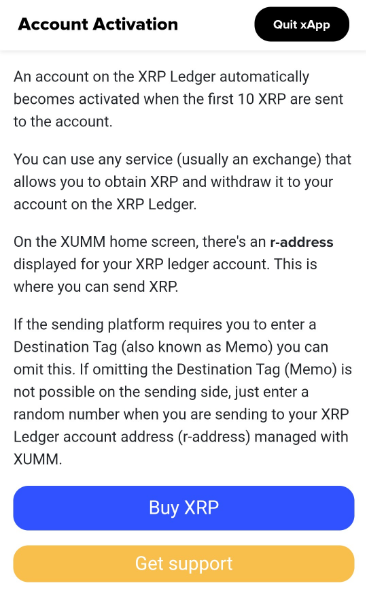 Account Activation
Quit xApp
An account on the XRP Ledger automatically
becomes activated when the first 10 XRP are sent
to the account.
You can use any service (usually an exchange) that
allows you to obtain XRP and withdraw it to your
account on the XRP Ledger.
On the XUMM home screen, there's an r-address
displayed for your XRP ledger account. This is
where you can send XRP.
If the sending platform requires you to enter a
Destination Tag (also known as Memo) you can
omit this. If omitting the Destination Tag (Memo) is
not possible on the sending side, just enter a
random number when you are sending to your XRP
Ledger account address (r-address) managed with
XUMM.
Buy XRP
Get support